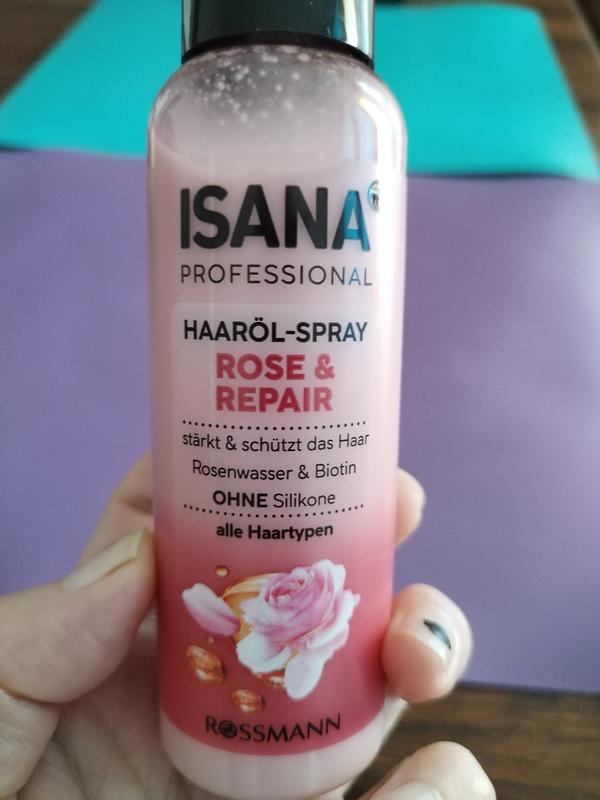 ISANA®
PROFESSIONAL
HAARÖL-SPRAY
ROSE &
REPAIR
stärkt & schützt das Haar
Rosenwasser & Biotin
OHNE Silikone
alle Haartypen
ROSSMANN